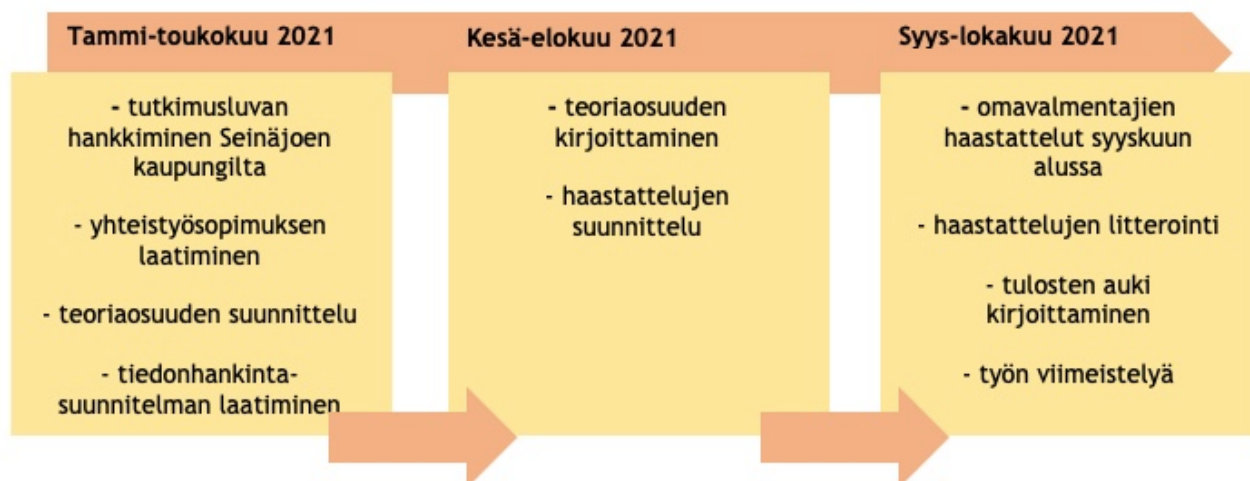 Tammi-toukokuu 2021
- tutkimusluvan
hankkiminen Seinäjoen
kaupungilta
- yhteistyösopimuksen
laatiminen
- teoriaosuuden suunnittelu
- tiedonhankinta-
suunnitelman laatiminen
Kesä-elokuu 2021
- teoriaosuuden
kirjoittaminen
- haastattelujen
suunnittelu
Syys-lokakuu 2021
- omavalmentajien
haastattelut syyskuun
alussa
- haastattelujen litterointi
- tulosten auki
kirjoittaminen
- työn viimeistelyä